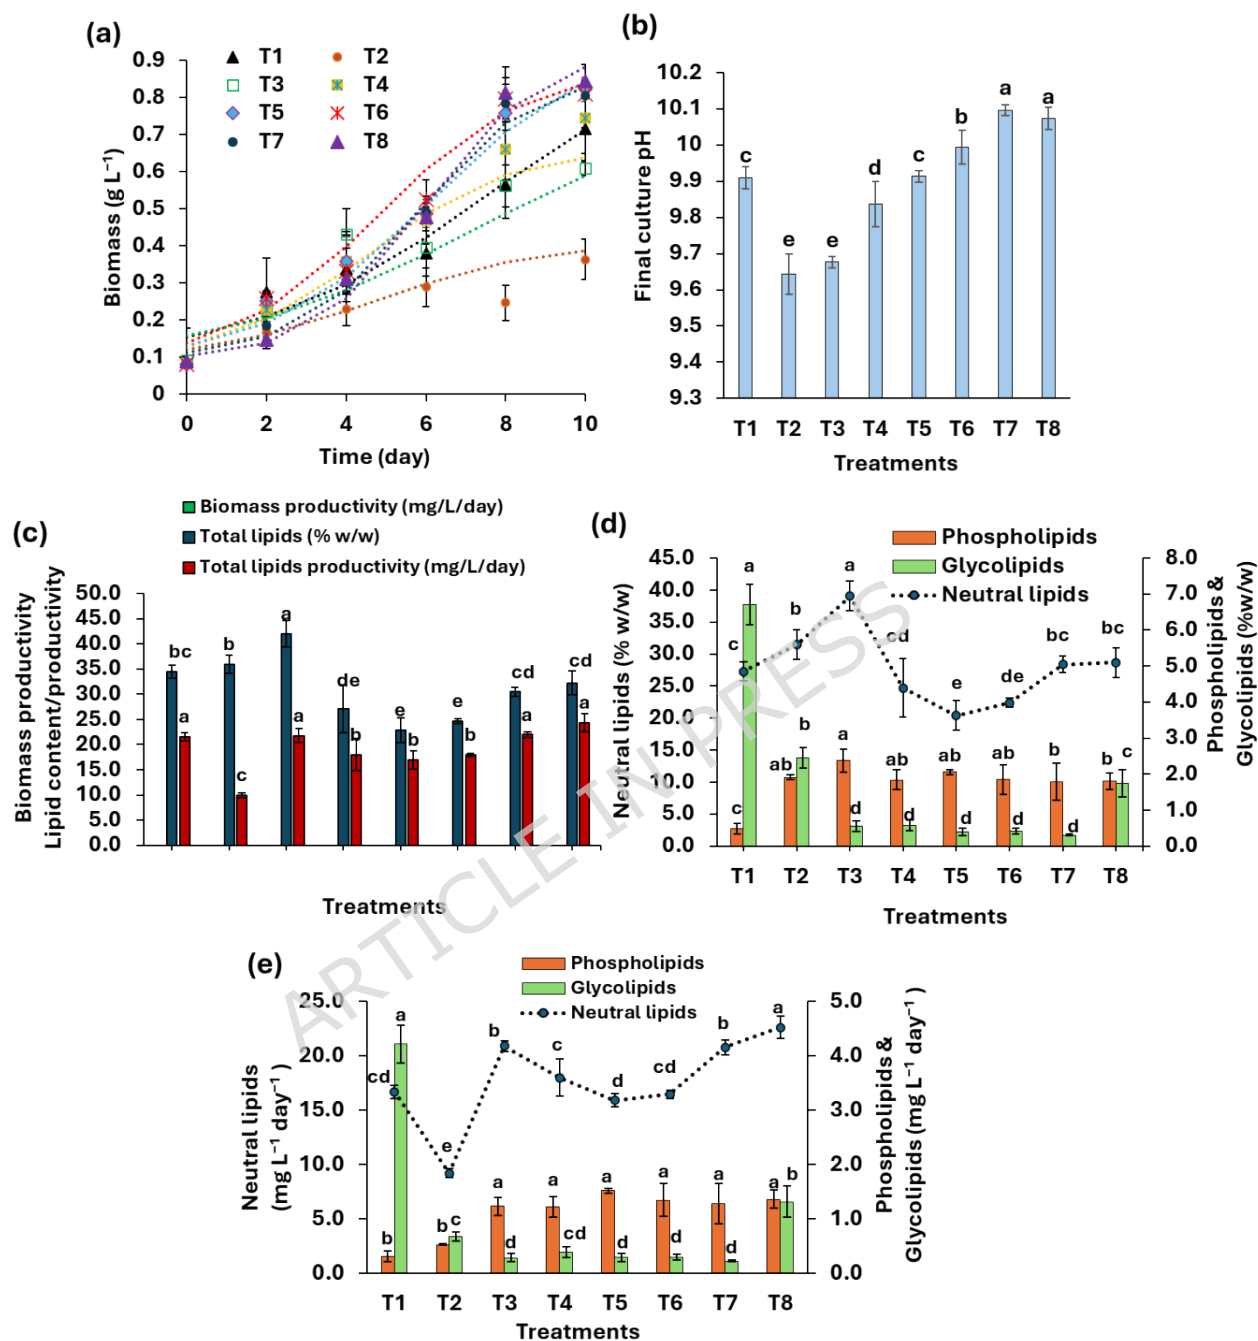 (a)
T1 T2
T3 T4
T5 T6
T7 T8
0.9
0.8
0.7
0.6
0.5
0.4
0.3
0.2
0.1
0
Biomass (g L⁻¹)
0 2 4 6 8 10
Time (day)
(b)
10.2
10.1
10
9.9
9.8
9.7
9.6
9.5
9.4
9.3
Final culture pH
c e e d c b a a
T1 T2 T3 T4 T5 T6 T7 T8
Treatments
(c)
Biomass productivity (mg/L/day)
Total lipids (% w/w)
Total lipids productivity (mg/L/day)
50.0
45.0
40.0
35.0
30.0
25.0
20.0
15.0
10.0
5.0
0.0
Biomass productivity
Lipid content/productivity
bc b a de e e cd cd
a c a b b b a a
Treatments
(d)
Phospholipids
Glycolipids
Neutral lipids
45.0
40.0
35.0
30.0
25.0
20.0
15.0
10.0
5.0
0.0
Neutral lipids (% w/w)
8.0
7.0
6.0
5.0
4.0
3.0
2.0
1.0
0.0
Phospholipids &
Glycolipids (%w/w)
c b a cd e de bc bc
c ab a ab ab ab b b
a b d d d d d c
T1 T2 T3 T4 T5 T6 T7 T8
Treatments
(e)
Phospholipids
Glycolipids
Neutral lipids
25.0
20.0
15.0
10.0
5.0
0.0
Neutral lipids
(mg L⁻¹ day⁻¹)
5.0
4.0
3.0
2.0
1.0
0.0
Phospholipids &
Glycolipids (mg L⁻¹ day⁻¹)
cd e b c d cd b a
b b a a a a a a
a c d cd d d d b
T1 T2 T3 T4 T5 T6 T7 T8
Treatments
ARTICLE IN PRESS